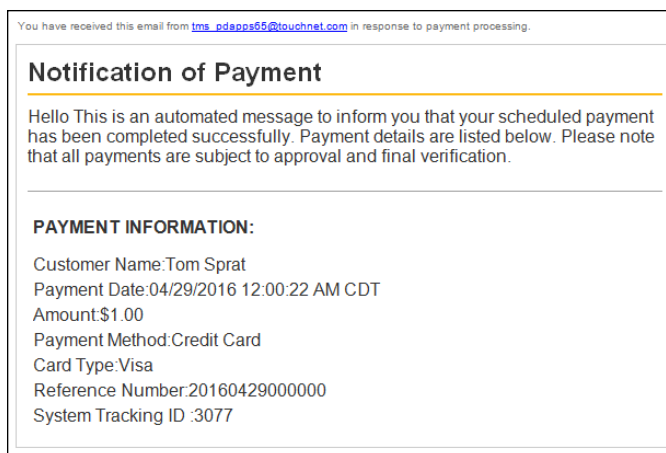 You have received this email from tms_pdapps65@touchnet.com in response to payment processing.
Notification of Payment
Hello This is an automated message to inform you that your scheduled payment
has been completed successfully. Payment details are listed below. Please note
that all payments are subject to approval and final verification.
PAYMENT INFORMATION:
Customer Name:Tom Sprat
Payment Date:04/29/2016 12:00:22 AM CDT
Amount:$1.00
Payment Method:Credit Card
Card Type:Visa
Reference Number:20160429000000
System Tracking ID :3077